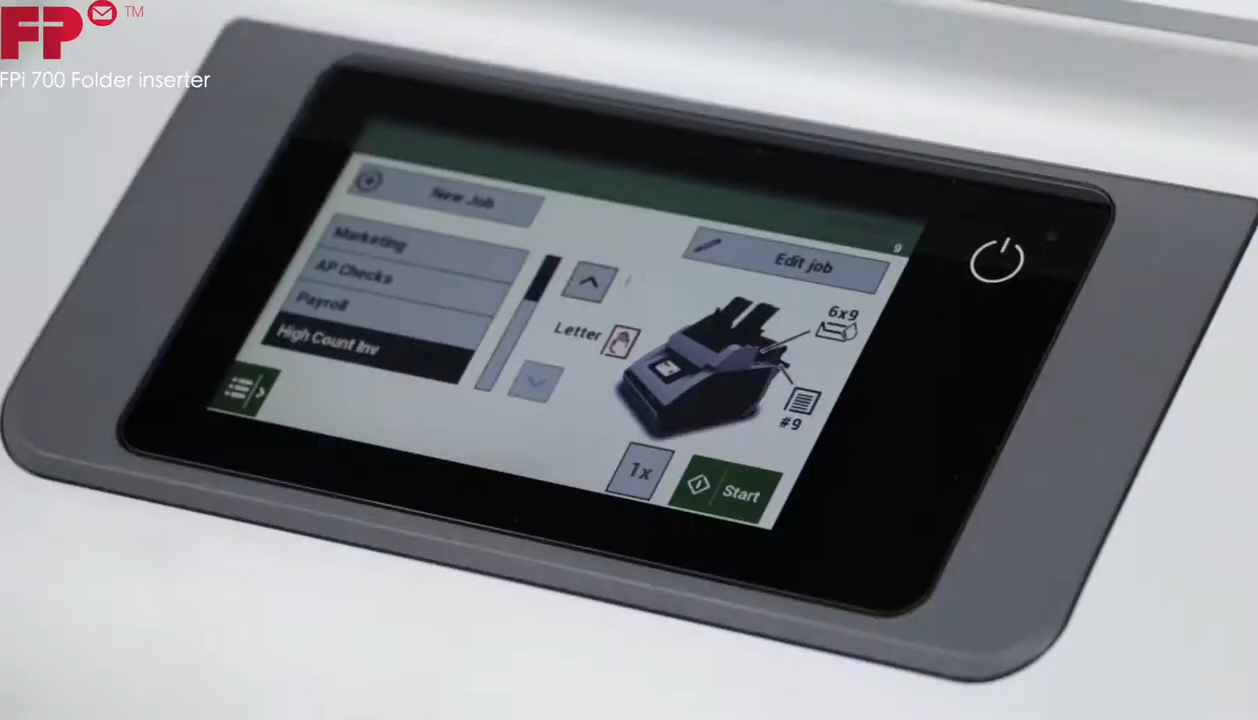 FP TM
FPi 700 Folder inserter
9
New Job
Edit job
Marketing
AP Checks
Payroll
High Count Inv
Letter
6x9
#9
1x
Start